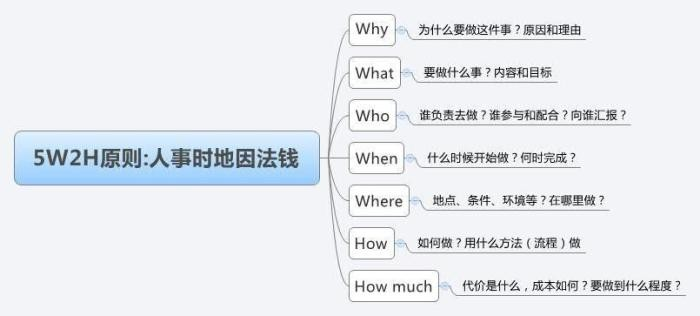 5W2H原则:人事时地因法钱
Why
为什么要做这件事？原因和理由
What
要做什么事？内容和目标
Who
谁负责去做？谁参与和配合？向谁汇报？
When
什么时候开始做？何时完成？
Where
地点、条件、环境等？在哪里做？
How
如何做？用什么方法（流程）做
How much
代价是什么，成本如何？要做到什么程度？